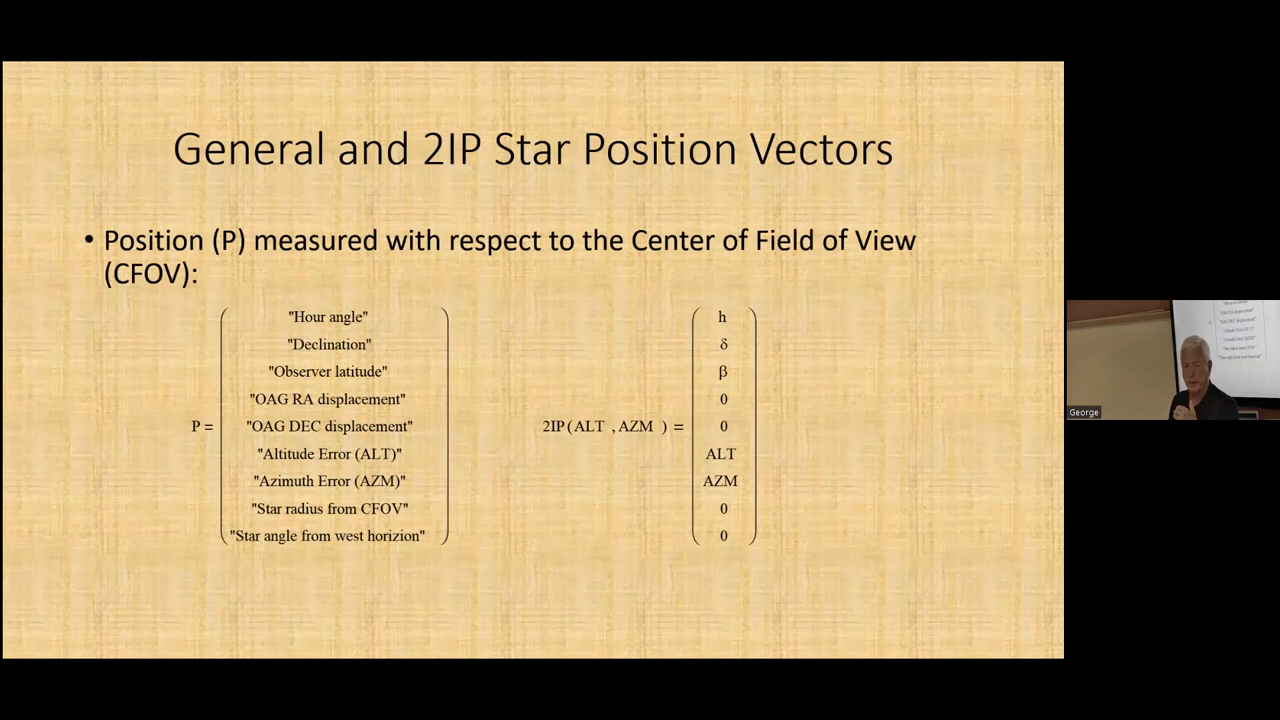 General and 2IP Star Position Vectors
• Position (P) measured with respect to the Center of Field of View
(CFOV):
P =
"Hour angle"
"Declination"
"Observer latitude"
"OAG RA displacement"
"OAG DEC displacement"
"Altitude Error (ALT)"
"Azimuth Error (AZM)"
"Star radius from CFOV"
"Star angle from west horizion"
2IP(ALT ,AZM ) =
h
δ
β
0
0
ALT
AZM
0
0
George